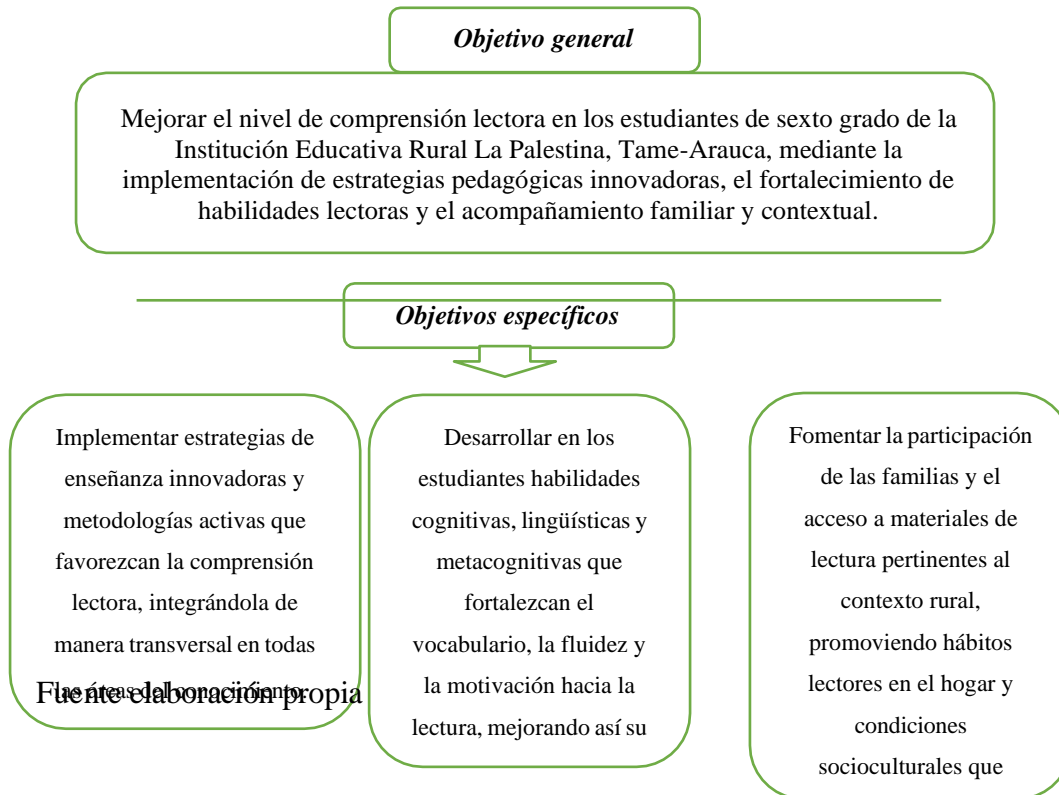 Objetivo general
Mejorar el nivel de comprensión lectora en los estudiantes de sexto grado de la
Institución Educativa Rural La Palestina, Tame-Arauca, mediante la
implementación de estrategias pedagógicas innovadoras, el fortalecimiento de
habilidades lectoras y el acompañamiento familiar y contextual.
Objetivos específicos
Implementar estrategias de
enseñanza innovadoras y
metodologías activas que
favorezcan la comprensión
lectora, integrándola de
manera transversal en todas
las áreas del conocimiento.
Desarrollar en los
estudiantes habilidades
cognitivas, lingüísticas y
metacognitivas que
fortalezcan el
vocabulario, la fluidez y
la motivación hacia la
lectura, mejorando así su
Fomentar la participación
de las familias y el
acceso a materiales de
lectura pertinentes al
contexto rural,
promoviendo hábitos
lectores en el hogar y
condiciones
socioculturales que
Fuente elaboración propia